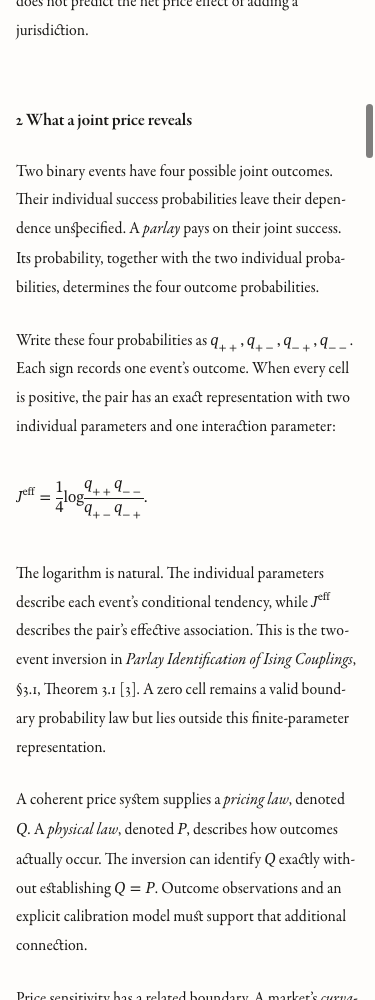 does not predict the net price effect of adding a
jurisdiction.
2 What a joint price reveals
Two binary events have four possible joint outcomes.
Their individual success probabilities leave their depen-
dence unspecified. A parlay pays on their joint success.
Its probability, together with the two individual proba-
bilities, determines the four outcome probabilities.
Write these four probabilities as q₊₊, q₊₋, q₋₊, q₋₋.
Each sign records one event's outcome. When every cell
is positive, the pair has an exact representation with two
individual parameters and one interaction parameter:
J^eff = 1/4 log (q₊₊ q₋₋)/(q₊₋ q₋₊).
The logarithm is natural. The individual parameters
describe each event's conditional tendency, while J^eff
describes the pair's effective association. This is the two-
event inversion in Parlay Identification of Ising Couplings,
§3.1, Theorem 3.1 [3]. A zero cell remains a valid bound-
ary probability law but lies outside this finite-parameter
representation.
A coherent price system supplies a pricing law, denoted
Q. A physical law, denoted P, describes how outcomes
actually occur. The inversion can identify Q exactly with-
out establishing Q = P. Outcome observations and an
explicit calibration model must support that additional
connection.
Price sensitivity has a related boundary. A market's curva-